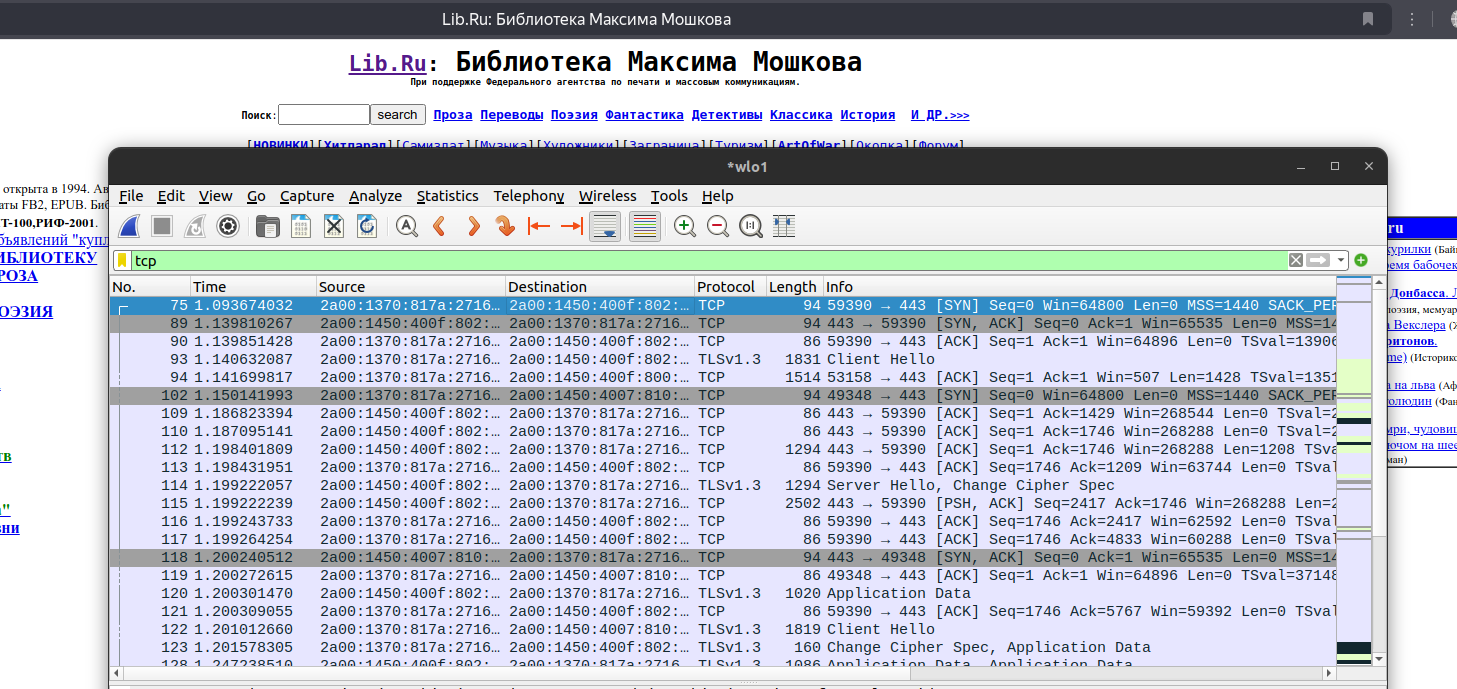 Lib.Ru: Библиотека Максима Мошкова
Lib.Ru: Библиотека Максима Мошкова
При поддержке Федерального агентства по печати и массовым коммуникациям.
Поиск: search Проза Переводы Поэзия Фантастика Детективы Классика История И ДР.>>>
[НОВИНКИ][Хитпарад][Самиздат][Музыка][Художники][Заграница][Туризм][ArtOfWar][Окопка][Форум]
*wlo1
открыта в 1994. Ав
аты FB2, EPUB. Биб
Т-100,РИФ-2001.
бъявлений "купл
ИБЛИОТЕКУ
РОЗА
ОЭЗИЯ
тв
а"
зни
File Edit View Go Capture Analyze Statistics Telephony Wireless Tools Help
tcp
No. Time Source Destination Protocol Length Info
75 1.093674032 2a00:1370:817a:2716… 2a00:1450:400f:802:… TCP 94 59390 → 443 [SYN] Seq=0 Win=64800 Len=0 MSS=1440 SACK_PER
89 1.139810267 2a00:1450:400f:802:… 2a00:1370:817a:2716… TCP 94 443 → 59390 [SYN, ACK] Seq=0 Ack=1 Win=65535 Len=0 MSS=14
90 1.139851428 2a00:1370:817a:2716… 2a00:1450:400f:802:… TCP 86 59390 → 443 [ACK] Seq=1 Ack=1 Win=64896 Len=0 TSval=13906
93 1.140632087 2a00:1370:817a:2716… 2a00:1450:400f:802:… TLSv1.3 1831 Client Hello
94 1.141699817 2a00:1370:817a:2716… 2a00:1450:400f:800:… TCP 1514 53158 → 443 [ACK] Seq=1 Ack=1 Win=507 Len=1428 TSval=1351
102 1.150141993 2a00:1370:817a:2716… 2a00:1450:4007:810:… TCP 94 49348 → 443 [SYN] Seq=0 Win=64800 Len=0 MSS=1440 SACK_PER
109 1.186823394 2a00:1450:400f:802:… 2a00:1370:817a:2716… TCP 86 443 → 59390 [ACK] Seq=1 Ack=1429 Win=268544 Len=0 TSval=2
110 1.187095141 2a00:1450:400f:802:… 2a00:1370:817a:2716… TCP 86 443 → 59390 [ACK] Seq=1 Ack=1746 Win=268288 Len=0 TSval=2
112 1.198401809 2a00:1450:400f:802:… 2a00:1370:817a:2716… TCP 1294 443 → 59390 [ACK] Seq=1 Ack=1746 Win=268288 Len=1208 TSva
113 1.198431951 2a00:1370:817a:2716… 2a00:1450:400f:802:… TCP 86 59390 → 443 [ACK] Seq=1746 Ack=1209 Win=63744 Len=0 TSval
114 1.199222057 2a00:1450:400f:802:… 2a00:1370:817a:2716… TLSv1.3 1294 Server Hello, Change Cipher Spec
115 1.199222239 2a00:1450:400f:802:… 2a00:1370:817a:2716… TCP 2502 443 → 59390 [PSH, ACK] Seq=2417 Ack=1746 Win=268288 Len=2
116 1.199243733 2a00:1370:817a:2716… 2a00:1450:400f:802:… TCP 86 59390 → 443 [ACK] Seq=1746 Ack=2417 Win=62592 Len=0 TSval
117 1.199264254 2a00:1370:817a:2716… 2a00:1450:400f:802:… TCP 86 59390 → 443 [ACK] Seq=1746 Ack=4833 Win=60288 Len=0 TSval
118 1.200240512 2a00:1450:4007:810:… 2a00:1370:817a:2716… TCP 94 443 → 49348 [SYN, ACK] Seq=0 Ack=1 Win=65535 Len=0 MSS=14
119 1.200272615 2a00:1370:817a:2716… 2a00:1450:4007:810:… TCP 86 49348 → 443 [ACK] Seq=1 Ack=1 Win=64896 Len=0 TSval=37148
120 1.200301470 2a00:1450:400f:802:… 2a00:1370:817a:2716… TLSv1.3 1020 Application Data
121 1.200309055 2a00:1370:817a:2716… 2a00:1450:400f:802:… TCP 86 59390 → 443 [ACK] Seq=1746 Ack=5767 Win=59392 Len=0 TSval
122 1.201012660 2a00:1370:817a:2716… 2a00:1450:4007:810:… TLSv1.3 1819 Client Hello
123 1.201578305 2a00:1370:817a:2716… 2a00:1450:400f:802:… TLSv1.3 160 Change Cipher Spec, Application Data
128 1.247238510 2a00:1450:400f:802:… 2a00:1370:817a:2716… TLSv1.3 1086 Application Data, Application Data
ru
курилки (Бай
ремя бабочек
Донбасса. Л
поэзия, мемуар
а Векслера (Ж
ритонов.
me) (Историко
а на льва (Аф
голюдин (Фан
мри, чудовищ
ючом на шее
ман)